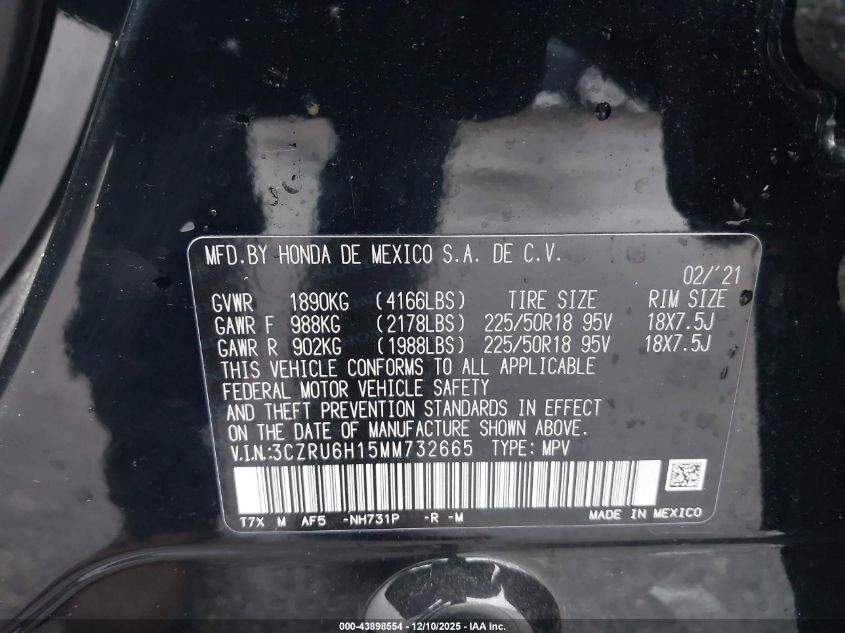 MFD.BY HONDA DE MEXICO S.A. DE C.V.
02/'21
GVWR 1890KG (4166LBS) TIRE SIZE RIM SIZE
GAWR F 988KG (2178LBS) 225/50R18 95V 18X7.5J
GAWR R 902KG (1988LBS) 225/50R18 95V 18X7.5J
THIS VEHICLE CONFORMS TO ALL APPLICABLE
FEDERAL MOTOR VEHICLE SAFETY
AND THEFT PREVENTION STANDARDS IN EFFECT
ON THE DATE OF MANUFACTURE SHOWN ABOVE.
V.I.N.:3CZRU6H15MM732665 TYPE: MPV
T7X M AF5 -NH731P -R -M MADE IN MEXICO
000-43898554 - 12/10/2025 - IAA Inc.